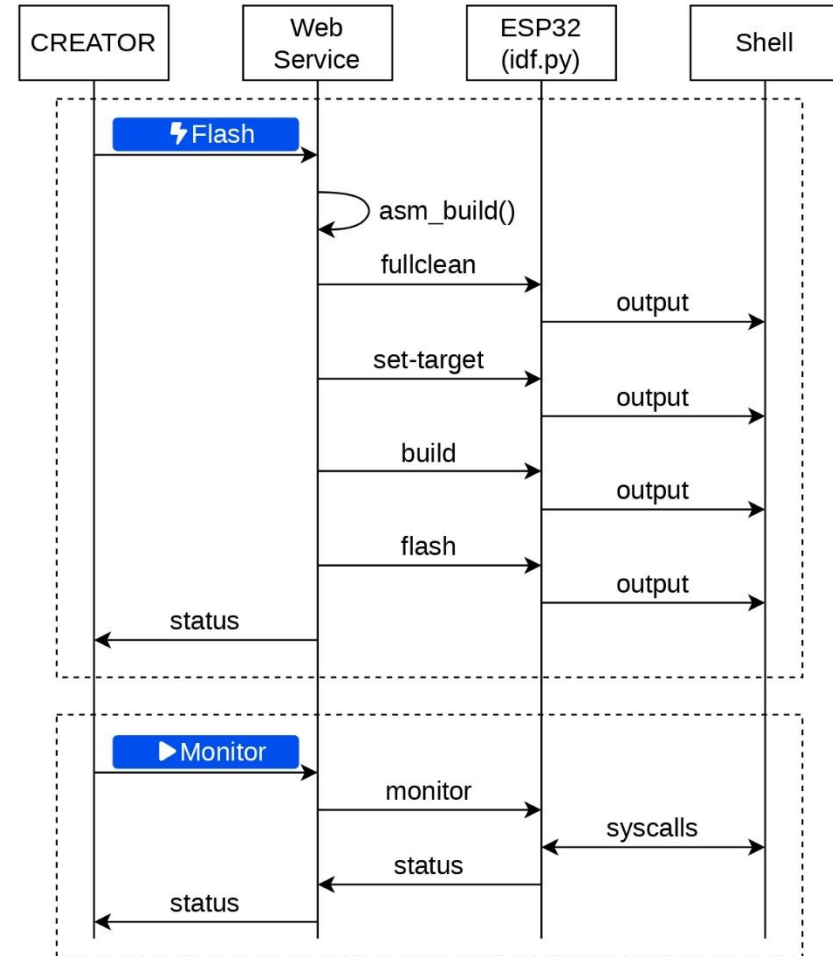 CREATOR
Web
Service
ESP32
(idf.py)
Shell
Flash
asm_build()
fullclean
output
set-target
output
build
output
flash
output
status
Monitor
monitor
syscalls
status
status